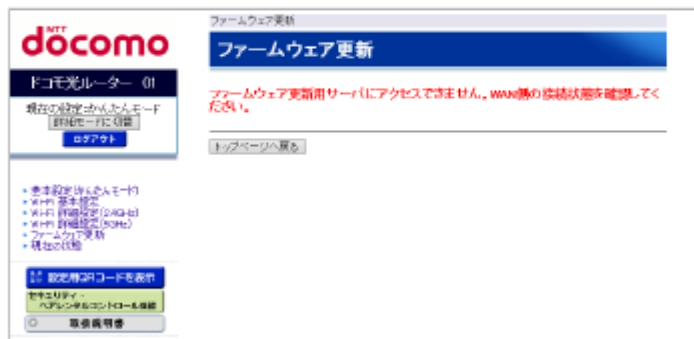 ファームウェア更新
NTT
döcomo
ファームウェア更新
ドコモ光ルーター 01
現在の設定:かんたんモード
詳細モードに切替
ログアウト
ファームウェア更新用サーバにアクセスできません。WAN側の接続状態を確認してく
ださい。
トップページへ戻る
基本設定(かんたんモード)
Wi-Fi 基本設定
Wi-Fi 詳細設定(2.4GHz)
Wi-Fi 詳細設定(5GHz)
ファームウェア更新
現在の状態
設定用QRコードを表示
セキュリティ・
ペアレンタルコントロール機能
取扱説明書